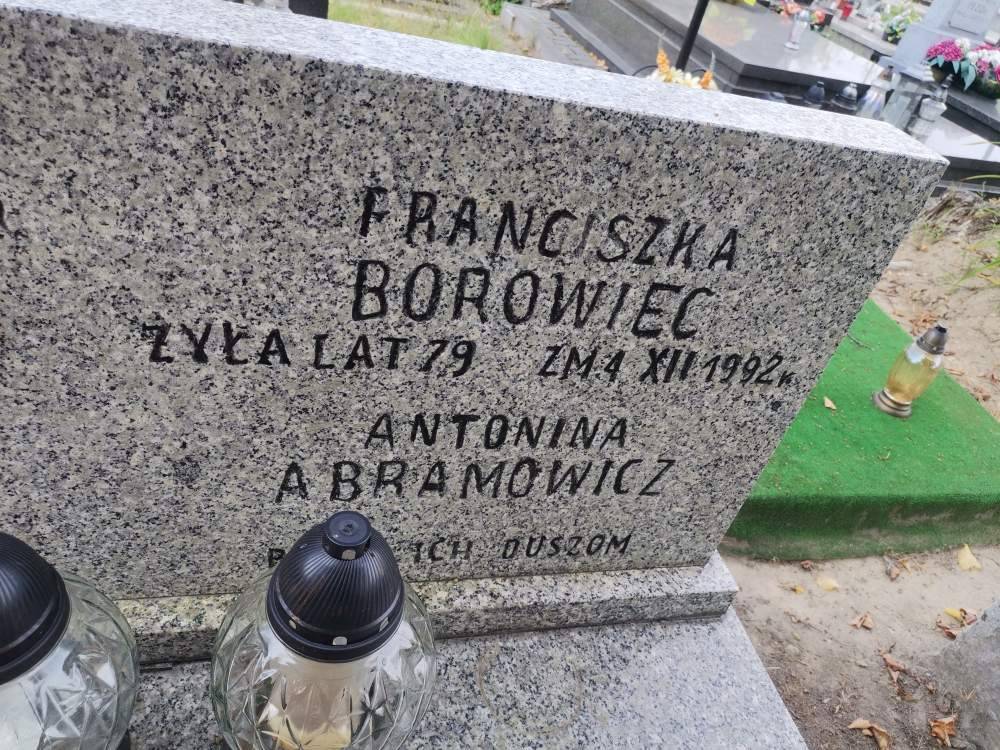 FRANCISZKA
BOROWIEC
ŻYŁA LAT 79 ZM 4 XII 1992 r.
ANTONINA
ABRAMOWICZ
ICH DUSZOM